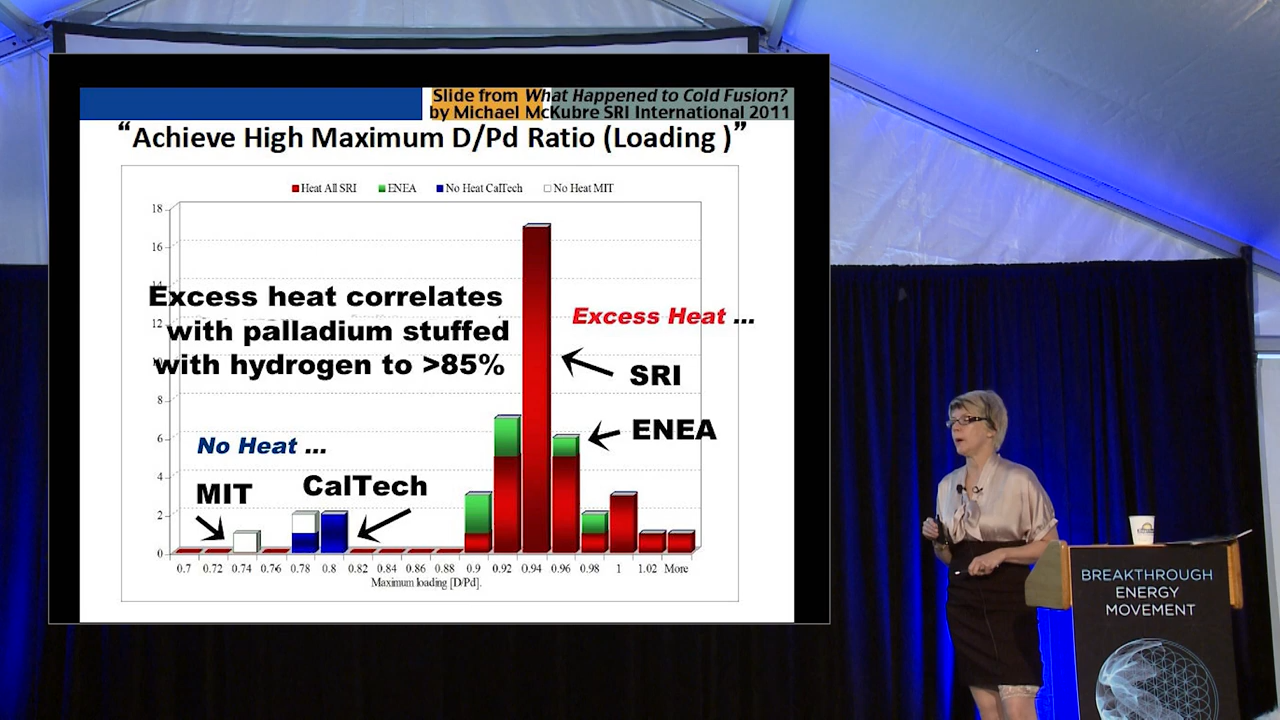 Slide from What Happened to Cold Fusion?
by Michael McKubre SRI International 2011
“Achieve High Maximum D/Pd Ratio (Loading )”
Heat All SRI ENEA No Heat CalTech No Heat MIT
18
16
14
12
10
8
6
4
2
0
Excess heat correlates
with palladium stuffed
with hydrogen to >85%
Excess Heat ...
SRI
ENEA
No Heat ...
MIT
CalTech
0.7 0.72 0.74 0.76 0.78 0.8 0.82 0.84 0.86 0.88 0.9 0.92 0.94 0.96 0.98 1 1.02 More
Maximum loading [D/Pd].
BREAKTHROUGH
ENERGY
MOVEMENT